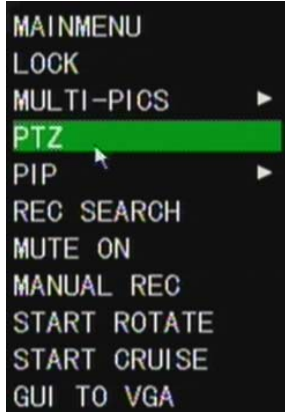 MAINMENU
LOCK
MULTI-PICS
PTZ
PIP
REC SEARCH
MUTE ON
MANUAL REC
START ROTATE
START CRUISE
GUI TO VGA